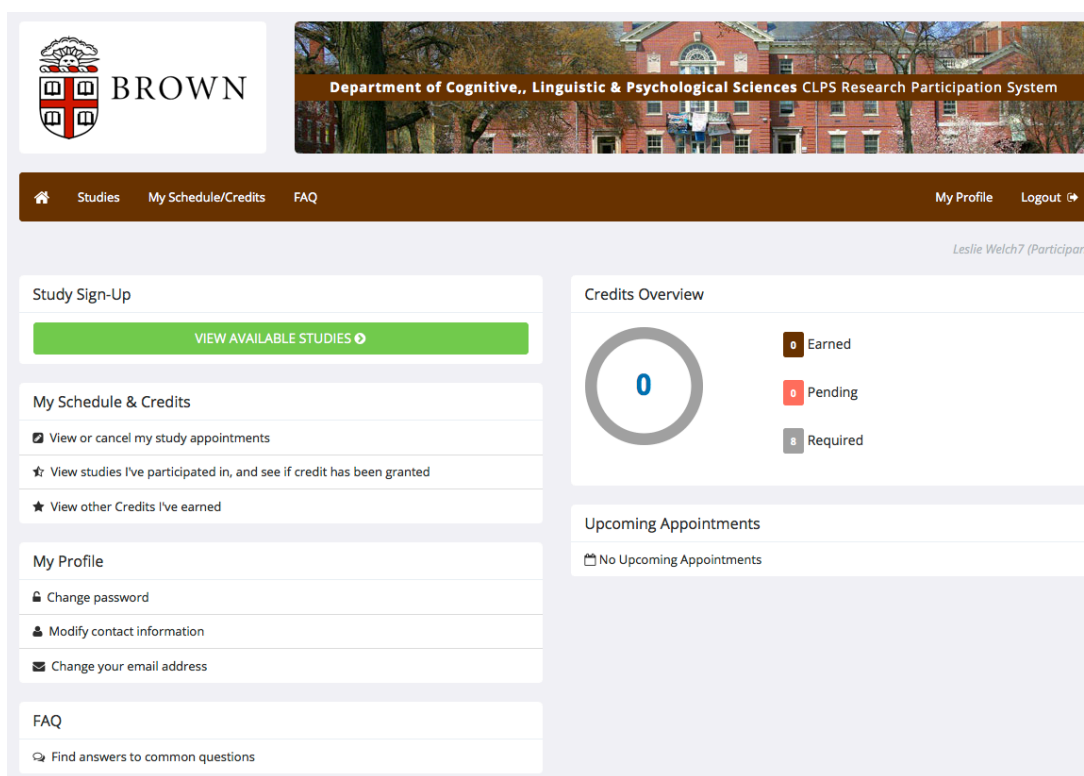 BROWN
Department of Cognitive,, Linguistic & Psychological Sciences CLPS Research Participation System
Studies My Schedule/Credits FAQ My Profile Logout
Leslie Welch7 (Participan
Study Sign-Up
VIEW AVAILABLE STUDIES
My Schedule & Credits
View or cancel my study appointments
View studies I've participated in, and see if credit has been granted
View other Credits I've earned
My Profile
Change password
Modify contact information
Change your email address
FAQ
Find answers to common questions
Credits Overview
0
0 Earned
0 Pending
8 Required
Upcoming Appointments
No Upcoming Appointments